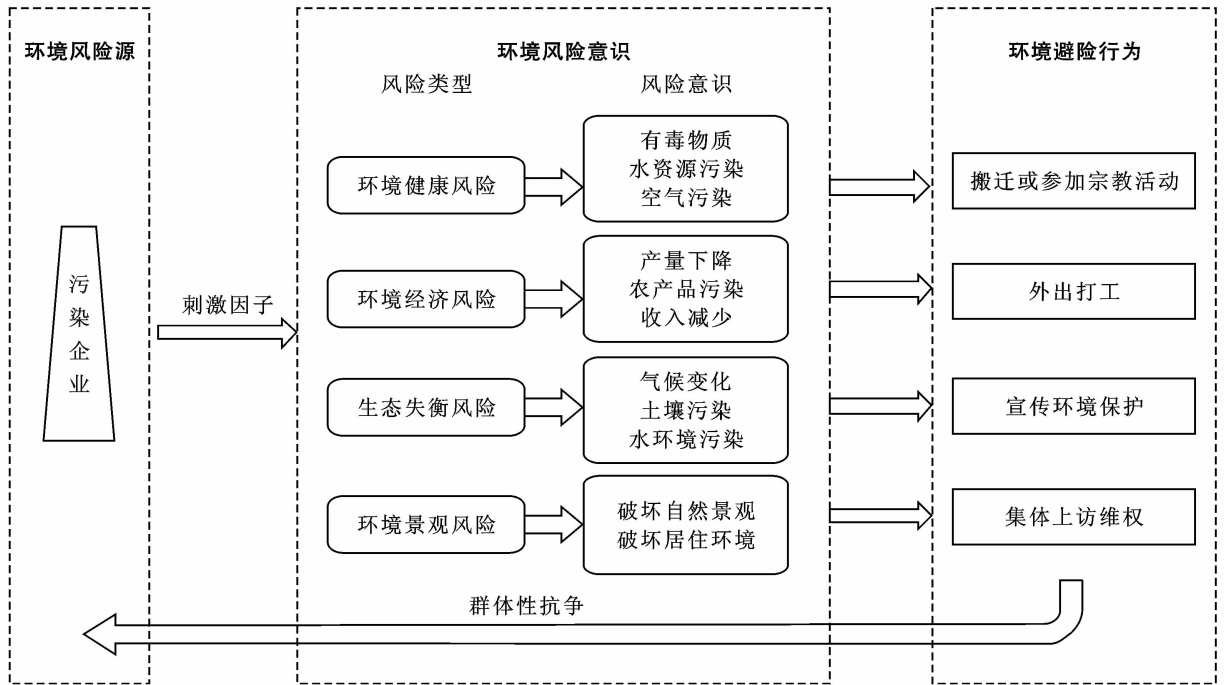 环境风险源
污染企业
刺激因子
环境风险意识
风险类型
风险意识
环境健康风险
有毒物质
水资源污染
空气污染
环境经济风险
产量下降
农产品污染
收入减少
生态失衡风险
气候变化
土壤污染
水环境污染
环境景观风险
破坏自然景观
破坏居住环境
环境避险行为
搬迁或参加宗教活动
外出打工
宣传环境保护
集体上访维权
群体性抗争